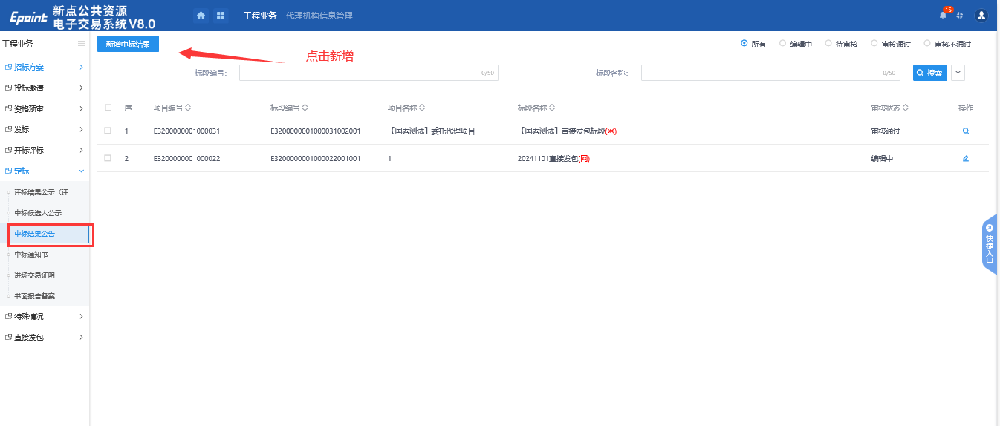 Epoint 新点公共资源
电子交易系统V8.0
工程业务 代理机构信息管理
15
工程业务
招标方案
投标邀请
资格预审
发标
开标评标
定标
评标结果公示（评...
中标候选人公示
中标结果公告
中标通知书
进场交易证明
书面报告备案
特殊情况
直接发包
新增中标结果
点击新增
所有 编辑中 待审核 审核通过 审核不通过
标段编号: 0/50 标段名称: 0/50 搜索
序 项目编号 标段编号 项目名称 标段名称 审核状态 操作
1 E3200000001000031 E3200000001000031002001 【国泰测试】委托代理项目 【国泰测试】直接发包标段(网) 审核通过
2 E3200000001000022 E3200000001000022001001 1 20241101直接发包(网) 编辑中
快捷入口